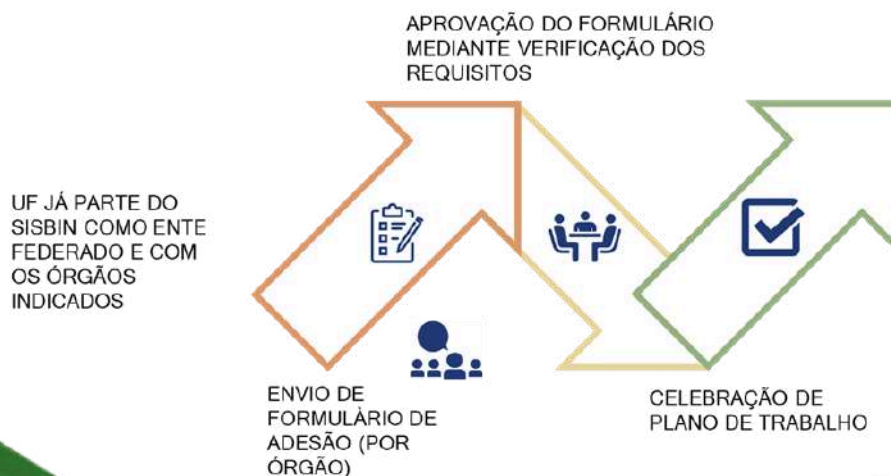 APROVAÇÃO DO FORMULÁRIO
MEDIANTE VERIFICAÇÃO DOS
REQUISITOS
UF JÁ PARTE DO
SISBIN COMO ENTE
FEDERADO E COM
OS ÓRGÃOS
INDICADOS
ENVIO DE
FORMULÀRIO DE
ADESÃO (POR
ÓRGÃO)
CELEBRAÇÃO DE
PLANO DE TRABALHO